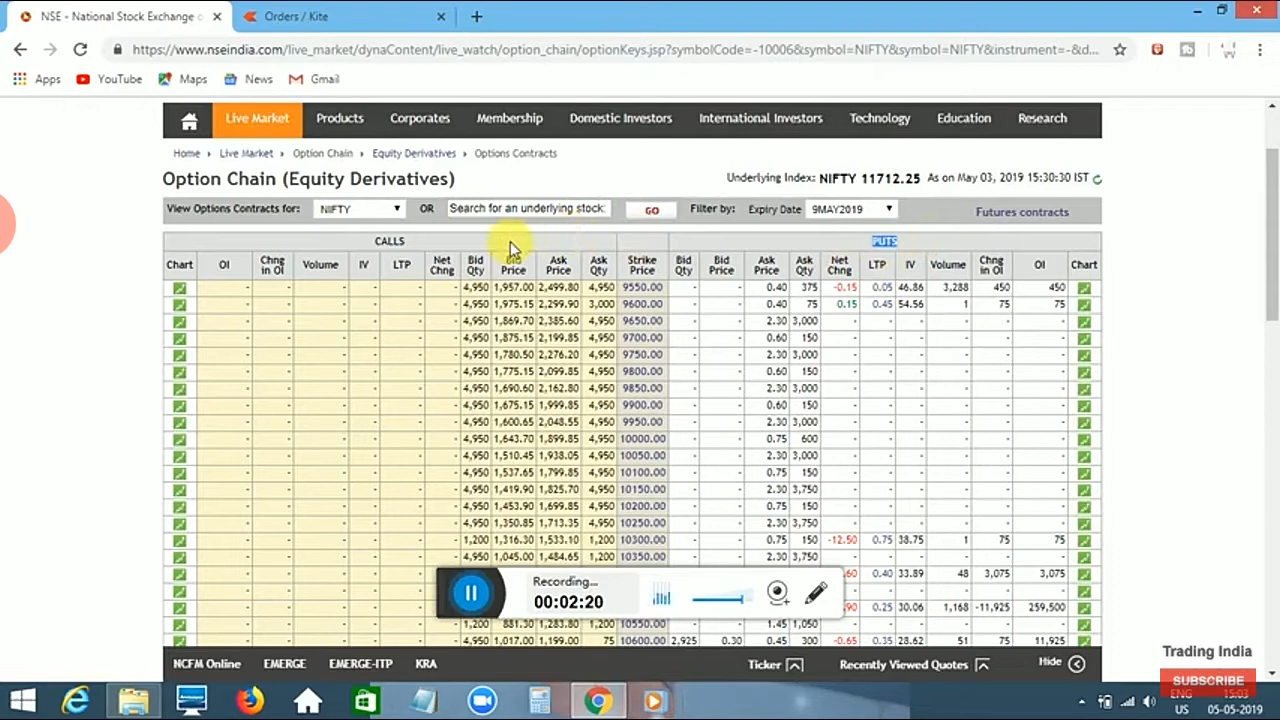 NSE - National Stock Exchange o
Orders / Kite
https://www.nseindia.com/live_market/dynaContent/live_watch/option_chain/optionKeys.jsp?symbolCode=-10006&symbol=NIFTY&symbol=NIFTY&instrument=-&d...
Apps YouTube Maps News Gmail
Live Market Products Corporates Membership Domestic Investors International Investors Technology Education Research
Home Live Market Option Chain Equity Derivatives Options Contracts
Option Chain (Equity Derivatives) Underlying Index: NIFTY 11712.25 As on May 03, 2019 15:30:30 IST
View Options Contracts for: NIFTY OR Search for an underlying stock: GO Filter by: Expiry Date 9MAY2019 Futures contracts
CALLS PUTS
Chart OI Chng in OI Volume IV LTP Net Chng Bid Qty Bid Price Ask Price Ask Qty Strike Price Bid Qty Bid Price Ask Price Ask Qty Net Chng LTP IV Volume Chng in OI OI Chart
- - - - - - 4,950 1,957.00 2,499.80 4,950 9550.00 - - 0.40 375 -0.15 0.05 46.86 3,288 450 450
- - - - - - 4,950 1,975.15 2,299.90 3,000 9600.00 - - 0.40 75 0.15 0.45 54.56 1 75 75
- - - - - - 4,950 1,869.70 2,385.60 4,950 9650.00 - - 2.30 3,000 - - - - - -
- - - - - - 4,950 1,875.15 2,199.85 4,950 9700.00 - - 0.60 150 - - - - - -
- - - - - - 4,950 1,780.50 2,276.20 4,950 9750.00 - - 2.30 3,000 - - - - - -
- - - - - - 4,950 1,775.15 2,099.85 4,950 9800.00 - - 0.60 150 - - - - - -
- - - - - - 4,950 1,690.60 2,162.80 4,950 9850.00 - - 2.30 3,000 - - - - - -
- - - - - - 4,950 1,675.15 1,999.85 4,950 9900.00 - - 0.60 150 - - - - - -
- - - - - - 4,950 1,600.65 2,048.55 4,950 9950.00 - - 2.30 3,000 - - - - - -
- - - - - - 4,950 1,643.70 1,899.85 4,950 10000.00 - - 0.75 600 - - - - - -
- - - - - - 4,950 1,510.45 1,938.05 4,950 10050.00 - - 2.30 3,000 - - - - - -
- - - - - - 4,950 1,537.65 1,799.85 4,950 10100.00 - - 0.75 150 - - - - - -
- - - - - - 4,950 1,419.90 1,825.70 4,950 10150.00 - - 2.30 3,750 - - - - - -
- - - - - - 4,950 1,453.90 1,699.85 4,950 10200.00 - - 0.75 150 - - - - - -
- - - - - - 4,950 1,350.85 1,713.35 4,950 10250.00 - - 2.30 3,750 - - - - - -
- - - - - - 1,200 1,316.30 1,533.10 1,200 10300.00 - - 0.75 150 -12.50 0.75 38.75 1 75 75
- - - - - - 4,950 1,045.00 1,484.65 1,200 10350.00 - - 2.30 3,750 - - - - - -
60 0.40 33.89 48 3,075 3,075
90 0.25 30.06 1,168 -11,925 259,500
1,200 881.30 1,283.80 1,200 10550.00 - - 1.45 1,050 - - - - - -
- - - - - - 4,950 1,017.00 1,199.00 75 10600.00 2,925 0.30 0.45 300 -0.65 0.35 28.62 51 75 11,925
Recording...
00:02:20
NCFM Online EMERGE EMERGE-ITP KRA Ticker Recently Viewed Quotes Hide
Trading India
SUBSCRIBE
ENG 15:03
US 05-05-2019